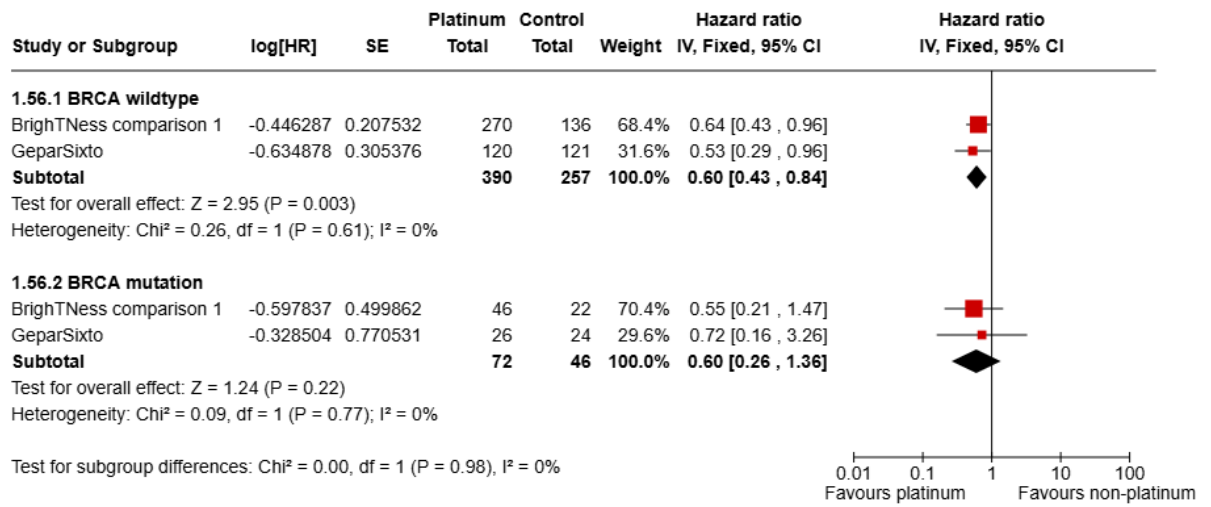 Platinum Control Hazard ratio Hazard ratio
Study or Subgroup log[HR] SE Total Total Weight IV, Fixed, 95% CI IV, Fixed, 95% CI
1.56.1 BRCA wildtype
BrighTNess comparison 1 -0.446287 0.207532 270 136 68.4% 0.64 [0.43 , 0.96]
GeparSixto -0.634878 0.305376 120 121 31.6% 0.53 [0.29 , 0.96]
Subtotal 390 257 100.0% 0.60 [0.43 , 0.84]
Test for overall effect: Z = 2.95 (P = 0.003)
Heterogeneity: Chi² = 0.26, df = 1 (P = 0.61); I² = 0%
1.56.2 BRCA mutation
BrighTNess comparison 1 -0.597837 0.499862 46 22 70.4% 0.55 [0.21 , 1.47]
GeparSixto -0.328504 0.770531 26 24 29.6% 0.72 [0.16 , 3.26]
Subtotal 72 46 100.0% 0.60 [0.26 , 1.36]
Test for overall effect: Z = 1.24 (P = 0.22)
Heterogeneity: Chi² = 0.09, df = 1 (P = 0.77); I² = 0%
Test for subgroup differences: Chi² = 0.00, df = 1 (P = 0.98), I² = 0%
0.01 0.1 1 10 100
Favours platinum Favours non-platinum